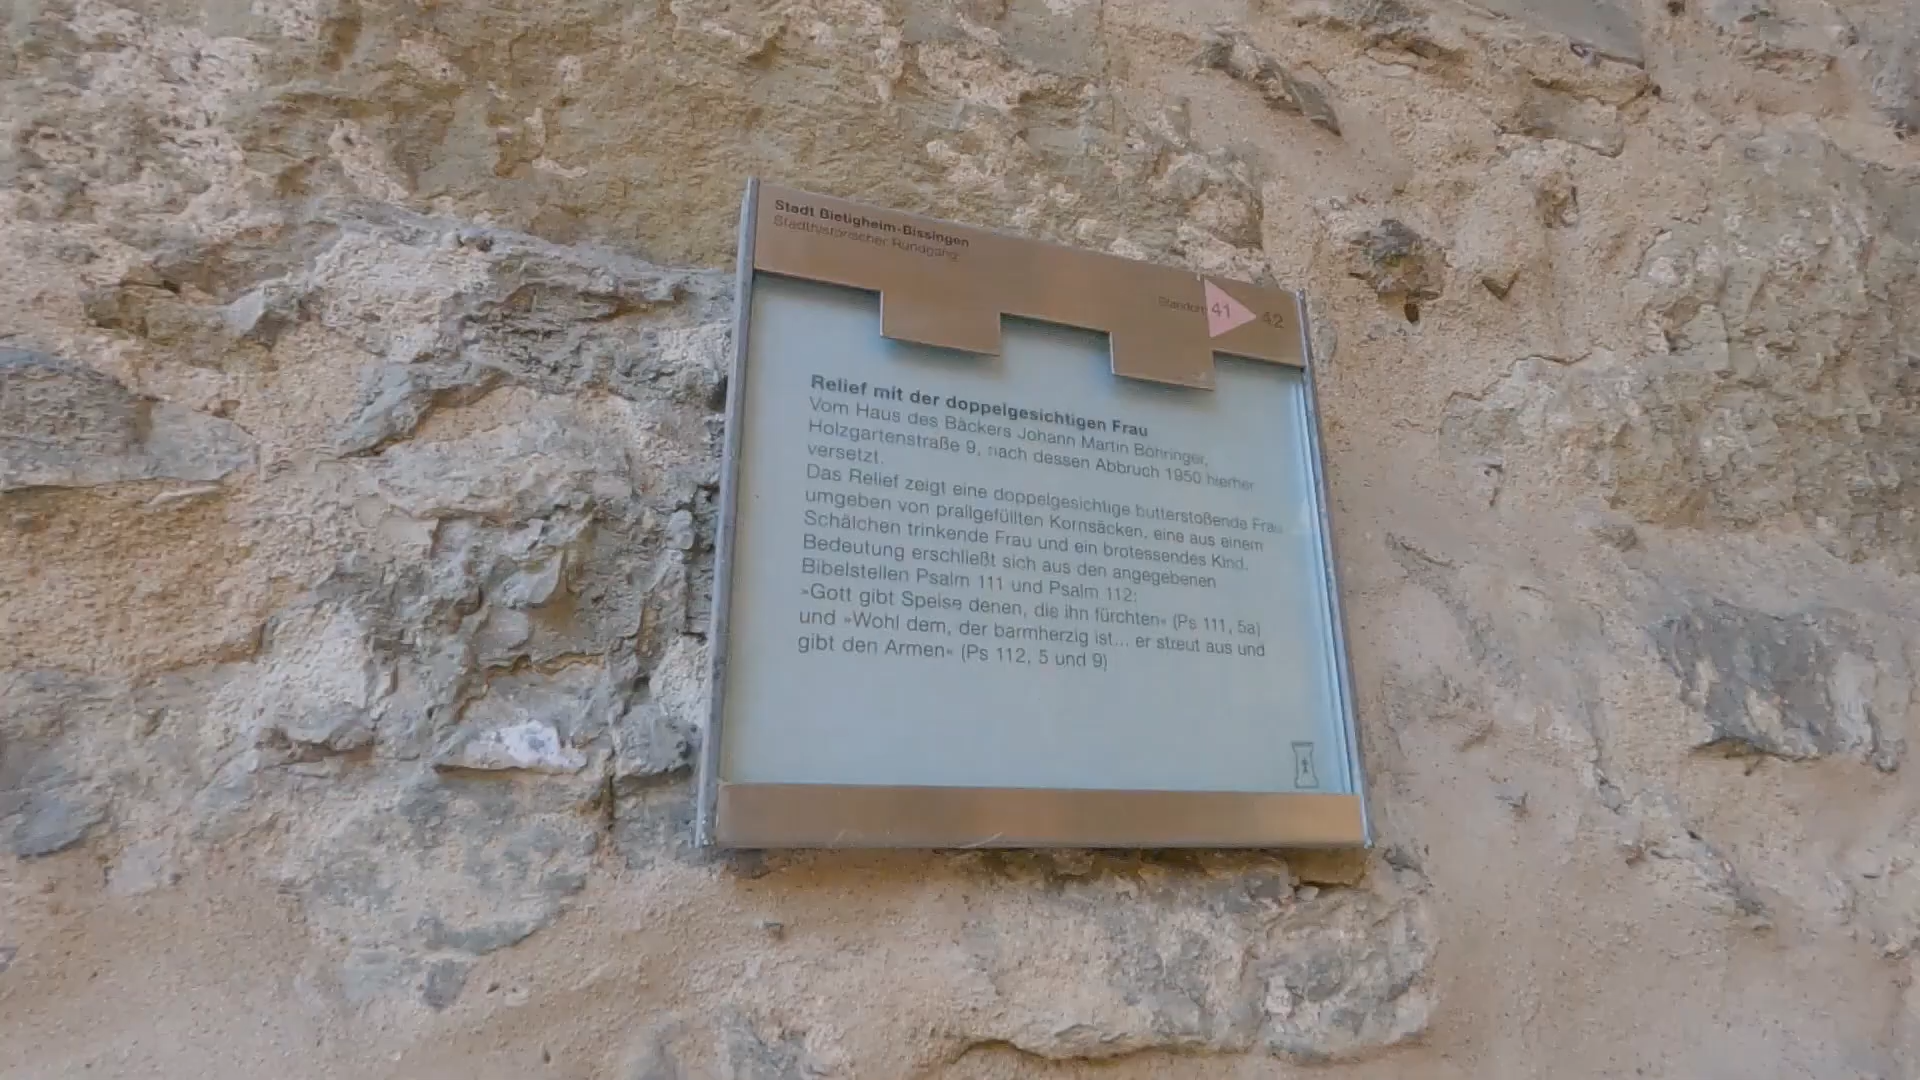 Stadt Bietigheim-Bissingen
Stadthistorischer Rundgang
Standort 41 42
Relief mit der doppelgesichtigen Frau
Vom Haus des Bäckers Johann Martin Böhringer,
Holzgartenstraße 9, nach dessen Abbruch 1950 hierher
versetzt.
Das Relief zeigt eine doppelgesichtige butterstoßende Frau
umgeben von prallgefüllten Kornsäcken, eine aus einem
Schälchen trinkende Frau und ein brotessendes Kind.
Bedeutung erschließt sich aus den angegebenen
Bibelstellen Psalm 111 und Psalm 112:
»Gott gibt Speise denen, die ihn fürchten« (Ps 111, 5a)
und »Wohl dem, der barmherzig ist... er streut aus und
gibt den Armen« (Ps 112, 5 und 9)